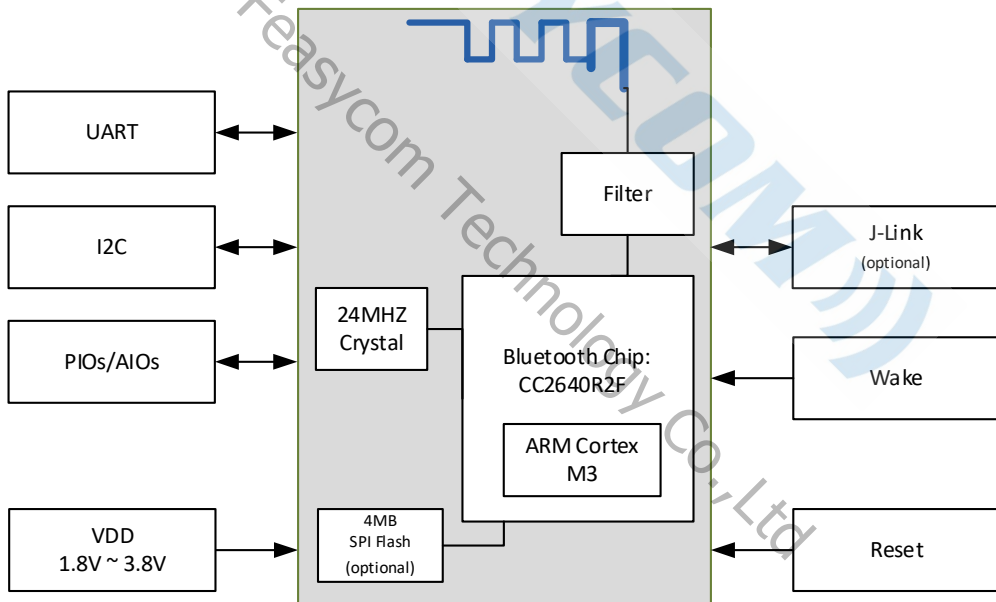 UART
I2C
PIOs/AIOs
VDD
1.8V ~ 3.8V
Filter
24MHZ
Crystal
Bluetooth Chip:
CC2640R2F
ARM Cortex
M3
4MB
SPI Flash
(optional)
J-Link
(optional)
Wake
Reset
Feasycom Technology Co.,Ltd
YCOM